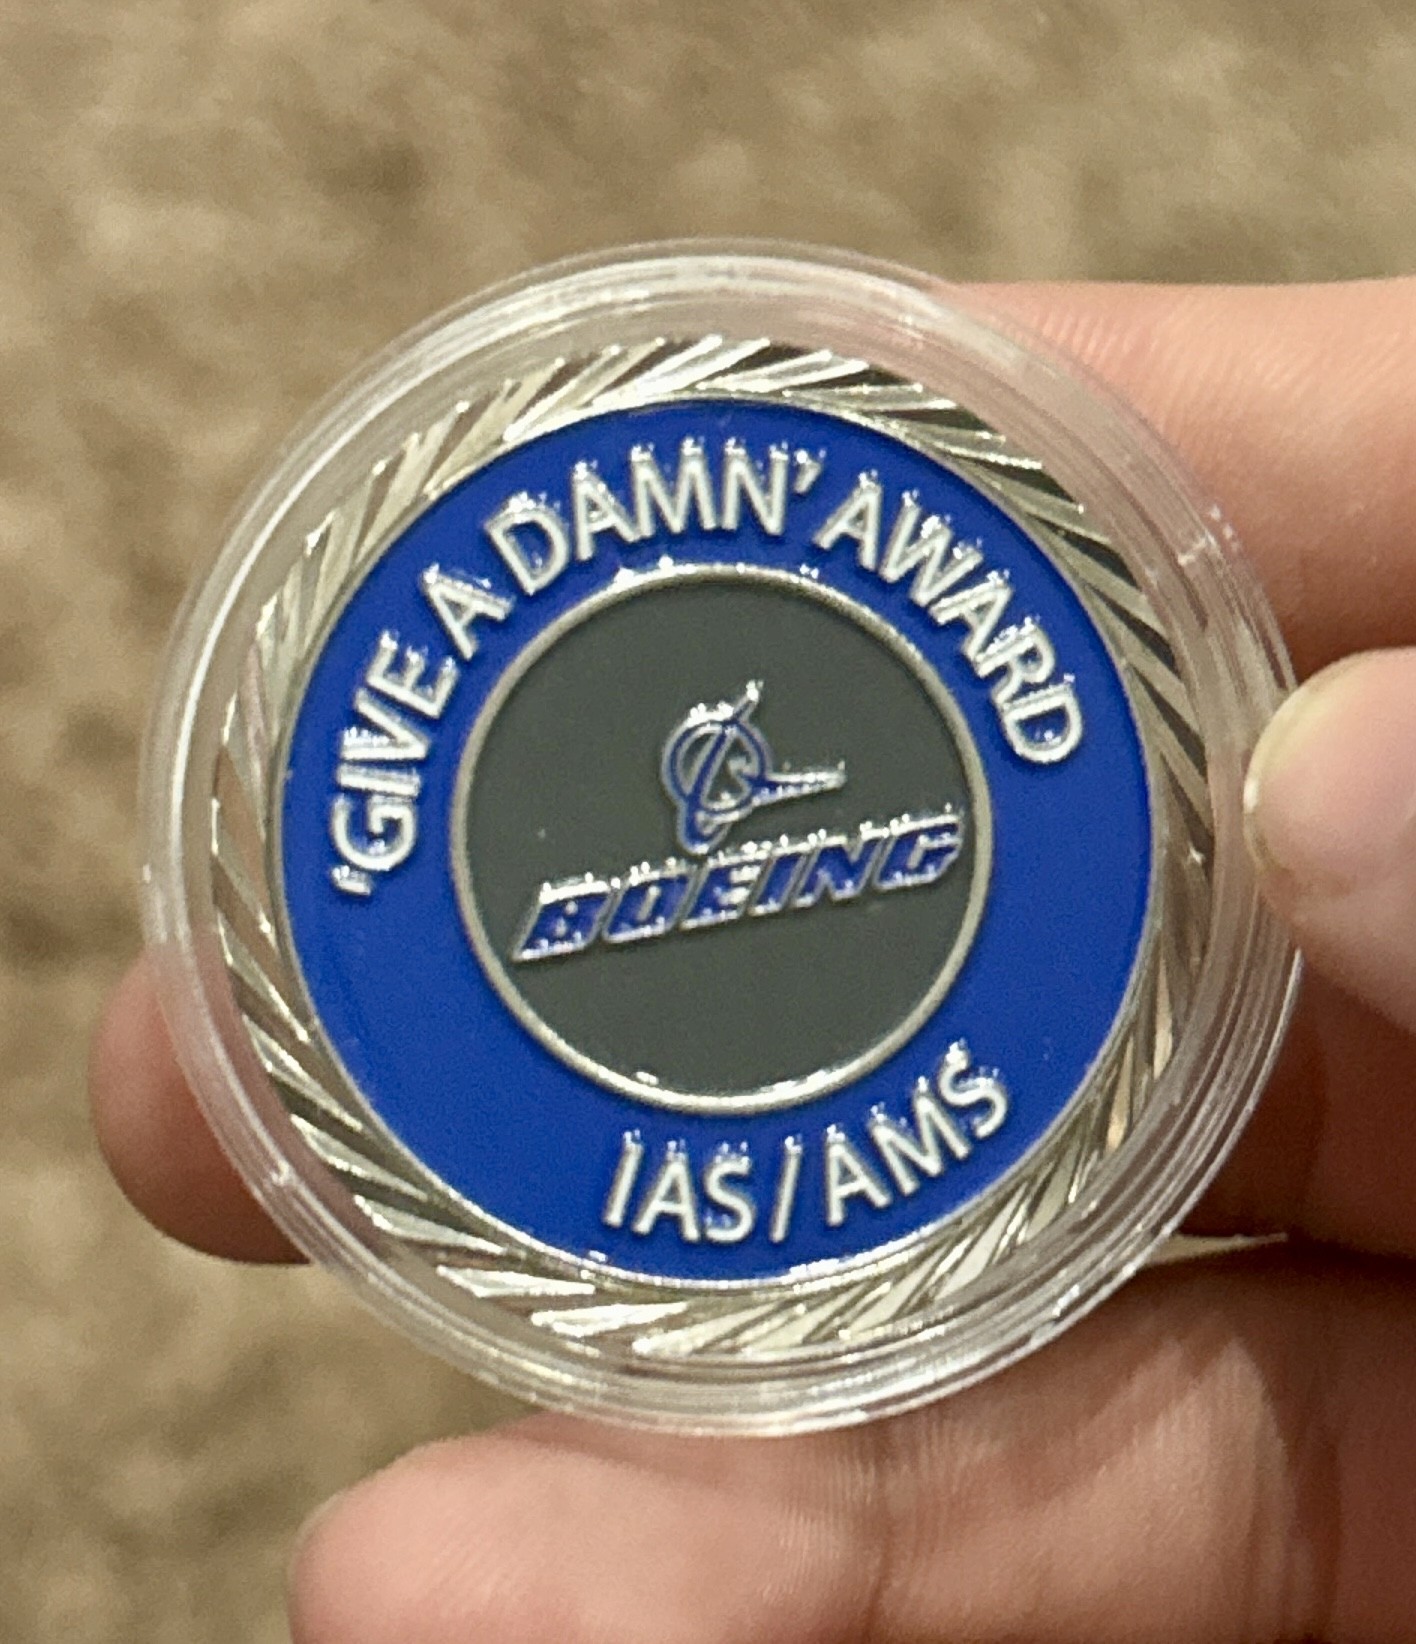 ‘GIVE A DAMN’ AWARD
BOEING
IAS / AMS